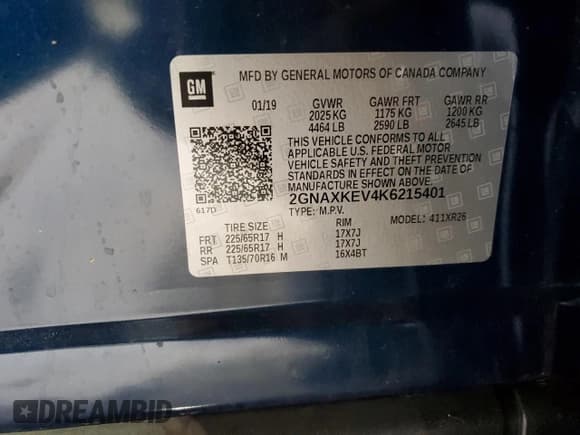 GM
MFD BY GENERAL MOTORS OF CANADA COMPANY
01/19 GVWR GAWR FRT GAWR RR
2025 KG 1175 KG 1200 KG
4464 LB 2590 LB 2645 LB
THIS VEHICLE CONFORMS TO ALL
APPLICABLE U.S. FEDERAL MOTOR
VEHICLE SAFETY AND THEFT PREVENTION
STANDARDS IN EFFECT ON THE DATE OF
MANUFACTURE SHOWN ABOVE.
617D 2GNAXKEV4K6215401
TYPE: M.P.V. MODEL: 411XR26
TIRE SIZE RIM
FRT 225/65R17 H 17X7J
RR 225/65R17 H 17X7J
SPA T135/70R16 M 16X4BT
DREAMBID